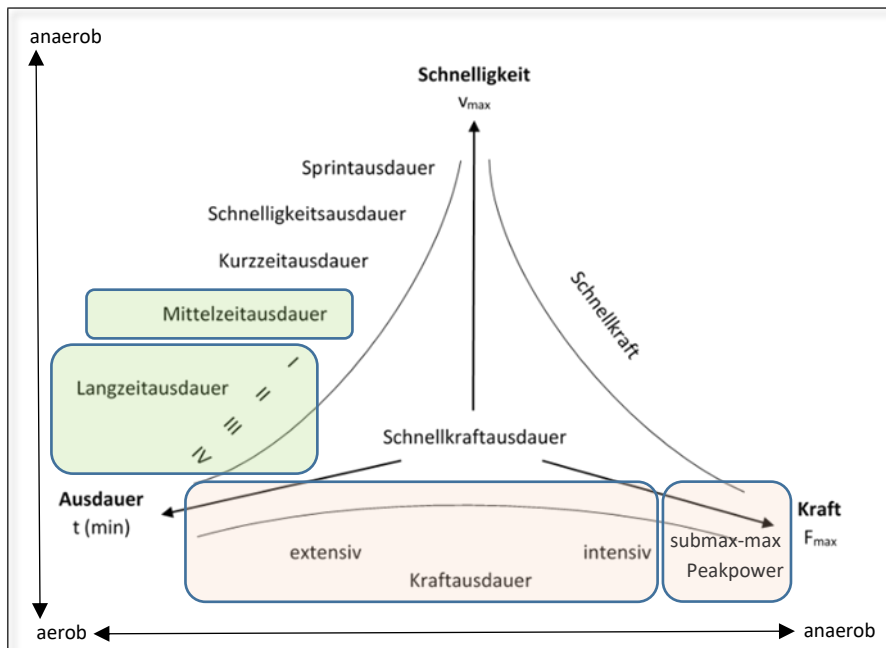 anaerob
Schnelligkeit
vmax
Sprintausdauer
Schnelligkeitsausdauer
Kurzzeitausdauer
Mittelzeitausdauer
Schnellkraft
I
Langzeitausdauer
II
III
IV
Schnellkraftausdauer
Ausdauer
t (min)
Kraft
Fmax
extensiv
intensiv
submax-max
Peakpower
Kraftausdauer
aerob
anaerob